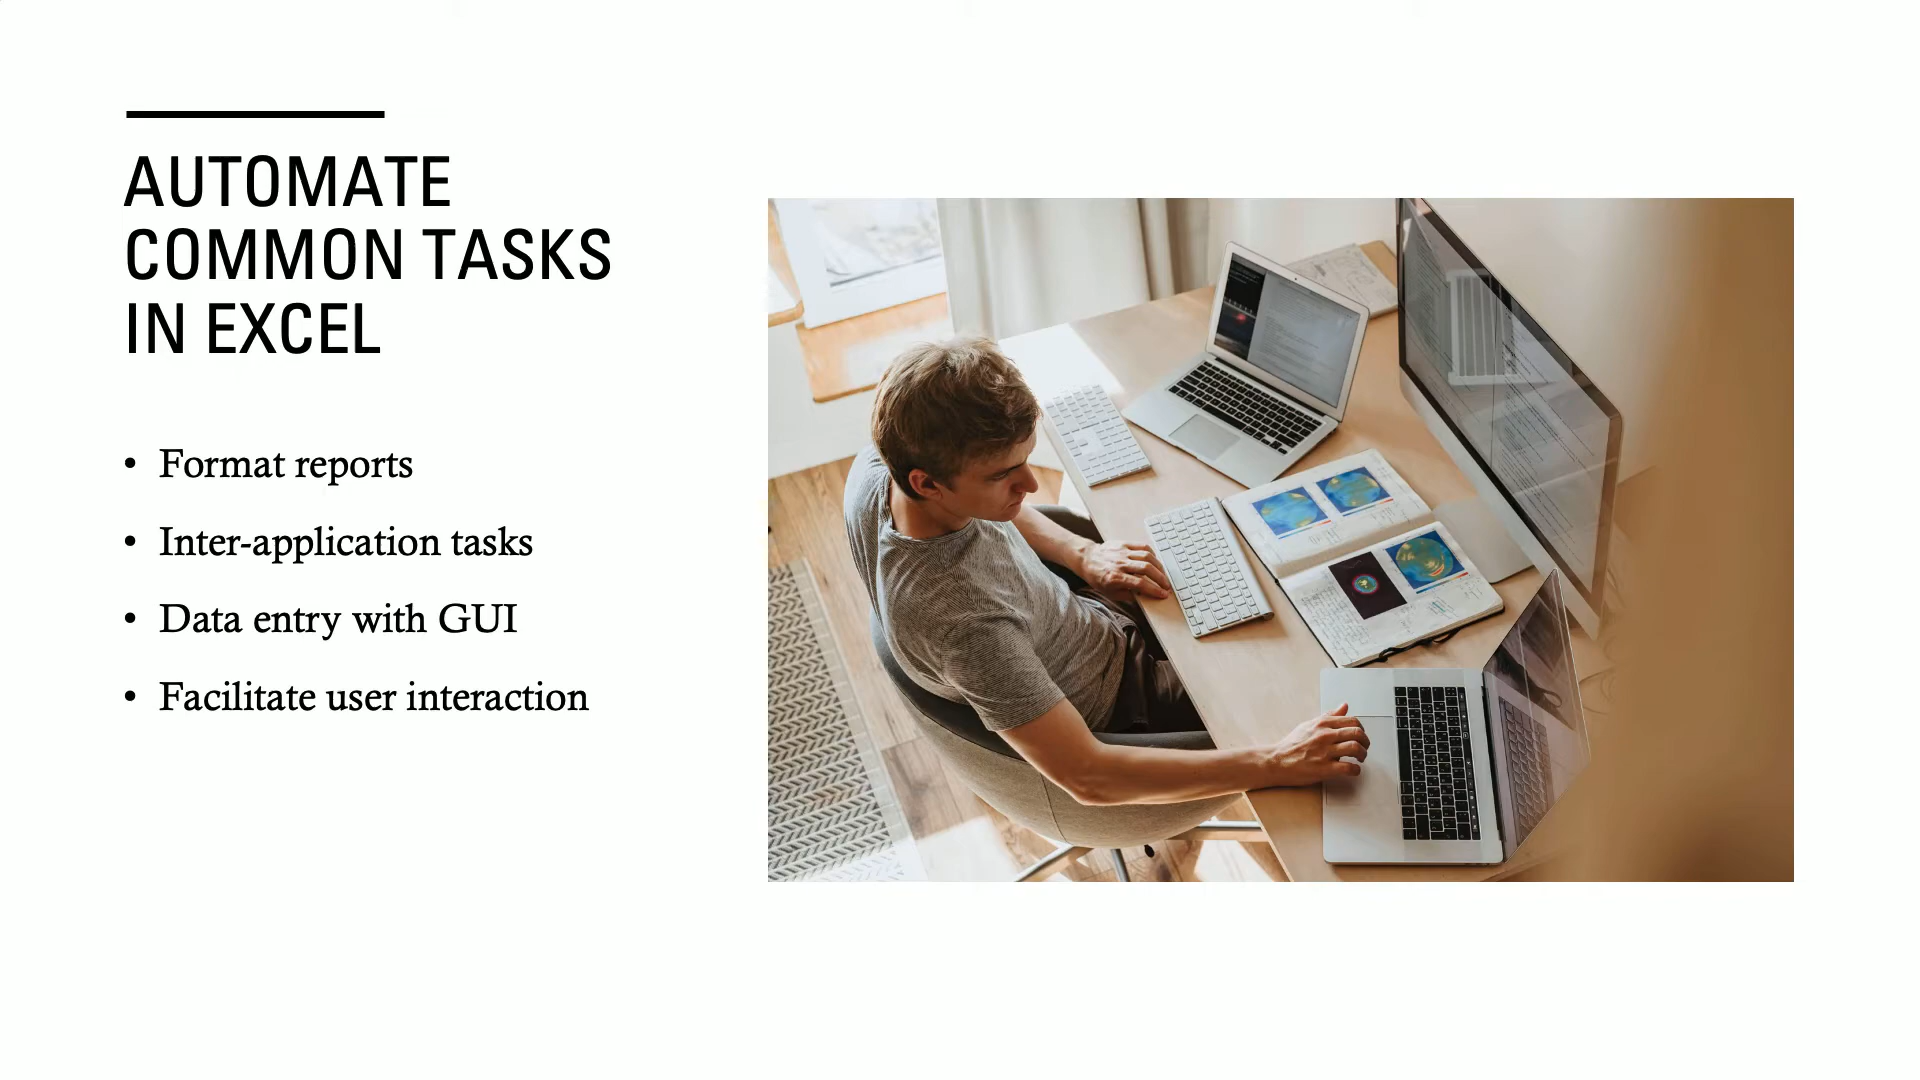 AUTOMATE
COMMON TASKS
IN EXCEL
• Format reports
• Inter-application tasks
• Data entry with GUI
• Facilitate user interaction